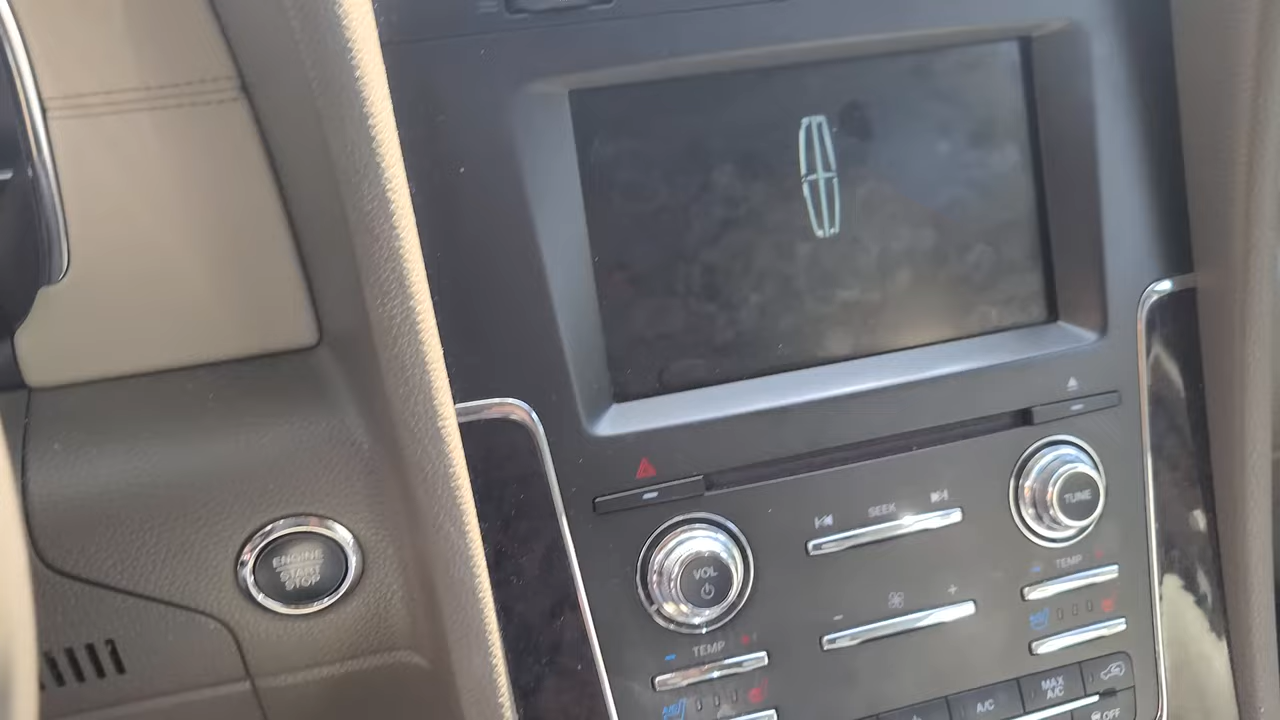 ENGINE
START
STOP
VOL
SEEK
TUNE
TEMP
TEMP
MAX
A/C
A/C
OFF